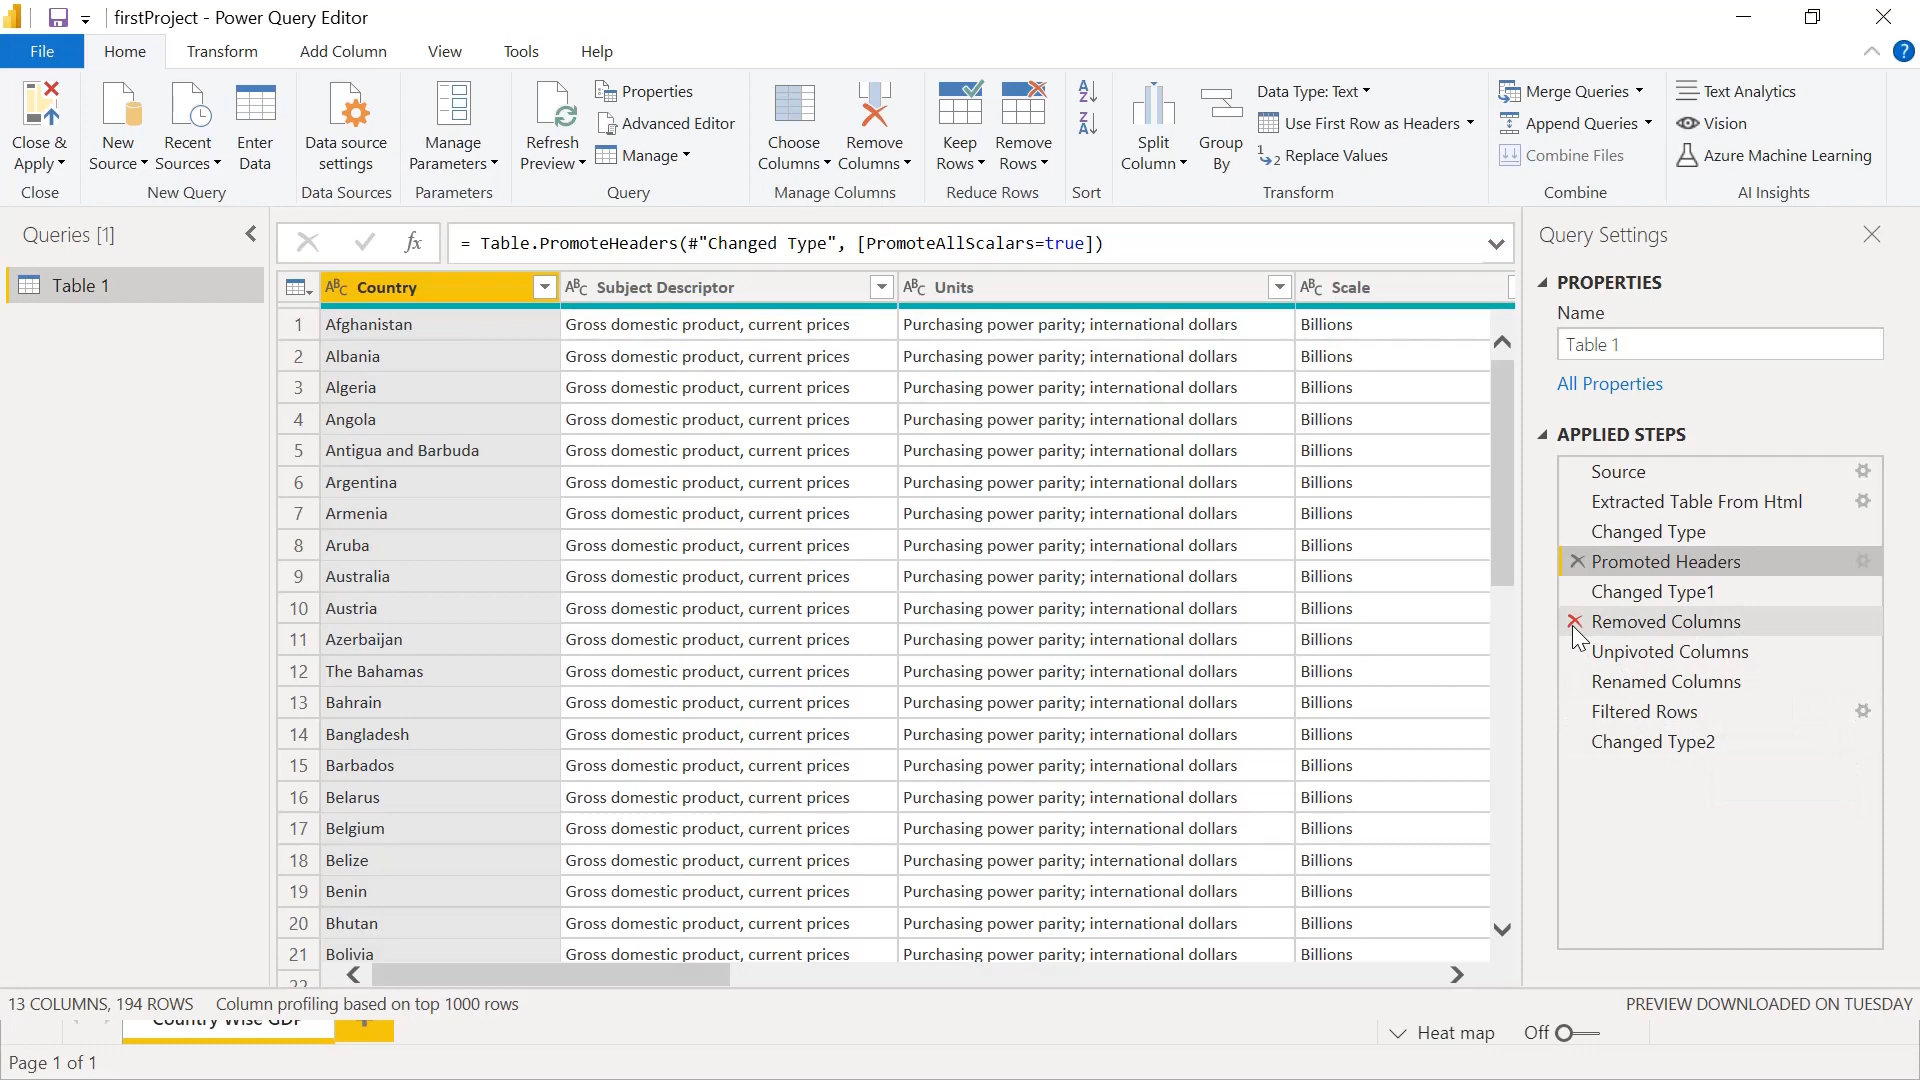 firstProject - Power Query Editor
File Home Transform Add Column View Tools Help
Close & Apply
New Source
Recent Sources
Enter Data
Data source settings
Manage Parameters
Refresh Preview
Properties
Advanced Editor
Manage
Choose Columns
Remove Columns
Keep Rows
Remove Rows
Split Column
Group By
Data Type: Text
Use First Row as Headers
Replace Values
Merge Queries
Append Queries
Combine Files
Text Analytics
Vision
Azure Machine Learning
Close New Query Data Sources Parameters Query Manage Columns Reduce Rows Sort Transform Combine AI Insights
Queries [1]
Table 1
fx = Table.PromoteHeaders(#"Changed Type", [PromoteAllScalars=true])
Country Subject Descriptor Units Scale
1 Afghanistan Gross domestic product, current prices Purchasing power parity; international dollars Billions
2 Albania Gross domestic product, current prices Purchasing power parity; international dollars Billions
3 Algeria Gross domestic product, current prices Purchasing power parity; international dollars Billions
4 Angola Gross domestic product, current prices Purchasing power parity; international dollars Billions
5 Antigua and Barbuda Gross domestic product, current prices Purchasing power parity; international dollars Billions
6 Argentina Gross domestic product, current prices Purchasing power parity; international dollars Billions
7 Armenia Gross domestic product, current prices Purchasing power parity; international dollars Billions
8 Aruba Gross domestic product, current prices Purchasing power parity; international dollars Billions
9 Australia Gross domestic product, current prices Purchasing power parity; international dollars Billions
10 Austria Gross domestic product, current prices Purchasing power parity; international dollars Billions
11 Azerbaijan Gross domestic product, current prices Purchasing power parity; international dollars Billions
12 The Bahamas Gross domestic product, current prices Purchasing power parity; international dollars Billions
13 Bahrain Gross domestic product, current prices Purchasing power parity; international dollars Billions
14 Bangladesh Gross domestic product, current prices Purchasing power parity; international dollars Billions
15 Barbados Gross domestic product, current prices Purchasing power parity; international dollars Billions
16 Belarus Gross domestic product, current prices Purchasing power parity; international dollars Billions
17 Belgium Gross domestic product, current prices Purchasing power parity; international dollars Billions
18 Belize Gross domestic product, current prices Purchasing power parity; international dollars Billions
19 Benin Gross domestic product, current prices Purchasing power parity; international dollars Billions
20 Bhutan Gross domestic product, current prices Purchasing power parity; international dollars Billions
21 Bolivia Gross domestic product, current prices Purchasing power parity; international dollars Billions
22
Query Settings
PROPERTIES
Name
Table 1
All Properties
APPLIED STEPS
Source
Extracted Table From Html
Changed Type
Promoted Headers
Changed Type1
Removed Columns
Unpivoted Columns
Renamed Columns
Filtered Rows
Changed Type2
13 COLUMNS, 194 ROWS Column profiling based on top 1000 rows PREVIEW DOWNLOADED ON TUESDAY
Country Wise GDP Heat map Off
Page 1 of 1